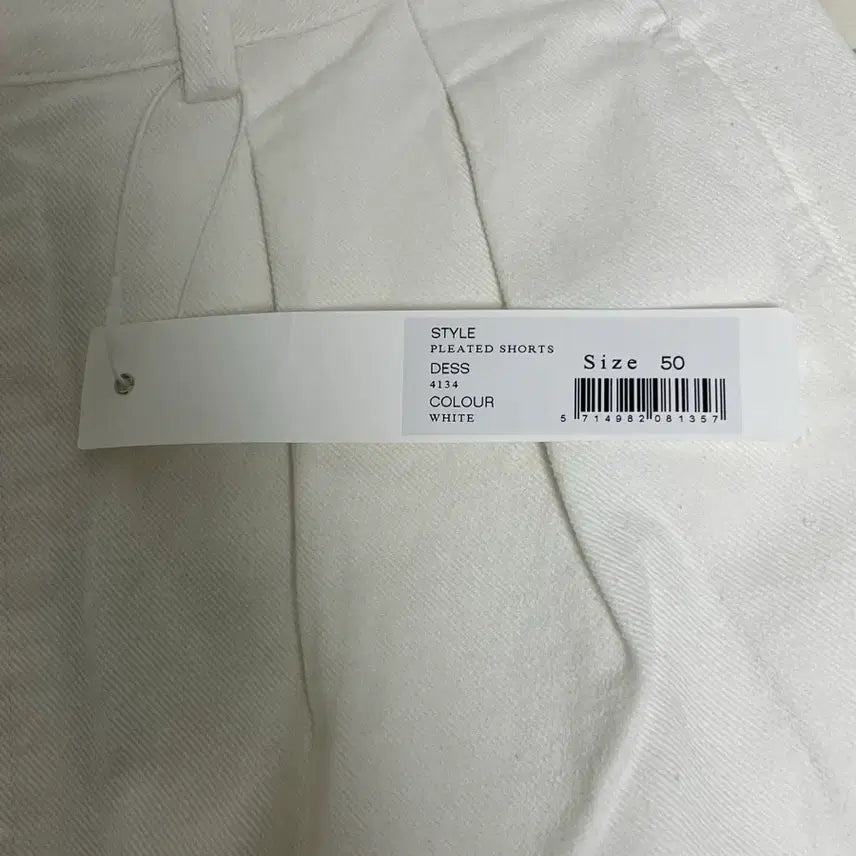 STYLE
PLEATED SHORTS
DESS
4134
COLOUR
WHITE
Size 50
5 714982 081357